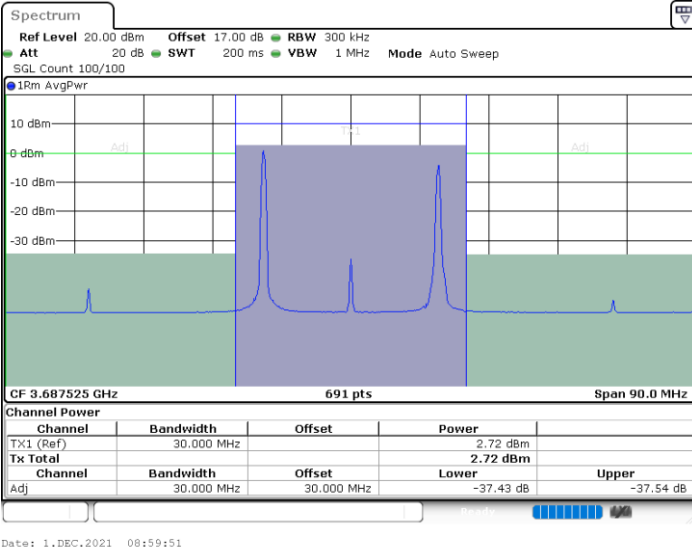 Spectrum
Ref Level 20.00 dBm Offset 17.00 dB RBW 300 kHz
Att 20 dB SWT 200 ms VBW 1 MHz Mode Auto Sweep
SGL Count 100/100
1Rm AvgPwr
10 dBm
TX1
Adj Adj
0 dBm
-10 dBm
-20 dBm
-30 dBm
CF 3.687525 GHz 691 pts Span 90.0 MHz
Channel Power
Channel Bandwidth Offset Power
TX1 (Ref) 30.000 MHz 2.72 dBm
Tx Total 2.72 dBm
Channel Bandwidth Offset Lower Upper
Adj 30.000 MHz 30.000 MHz -37.43 dB -37.54 dB
Ready
Date: 1.DEC.2021 08:59:51